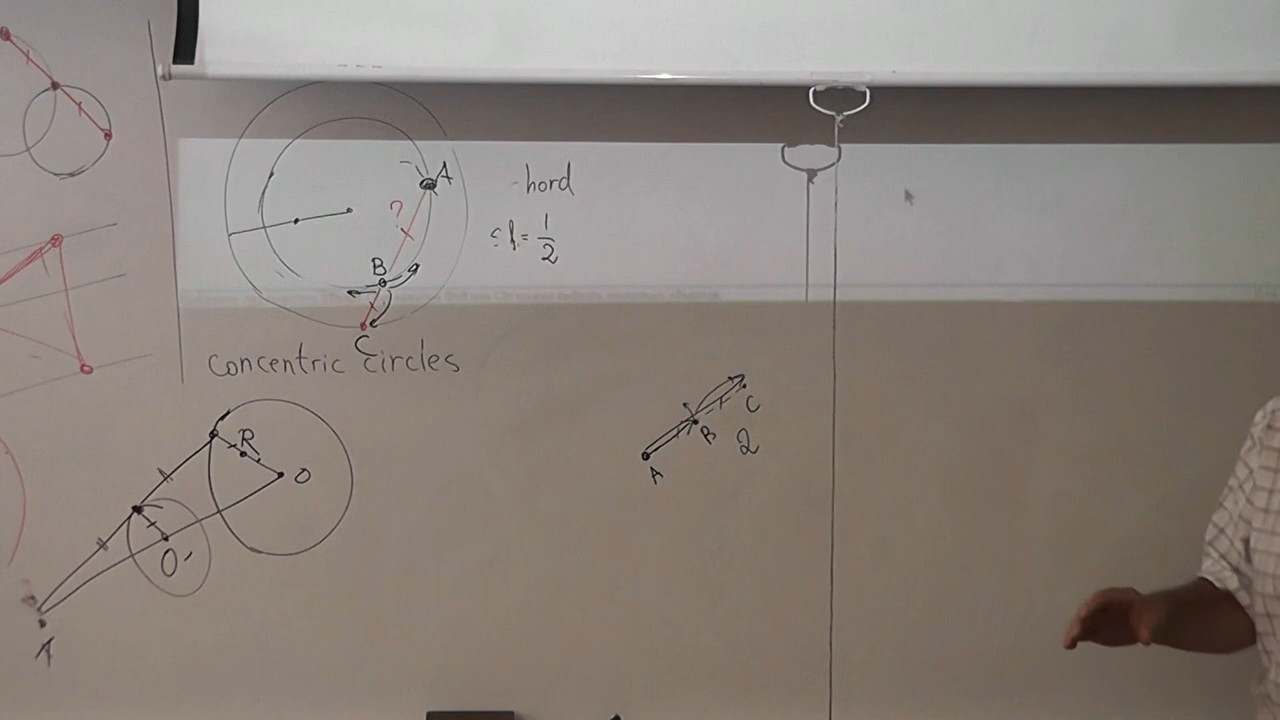 A
?
B
C
hord
= 1/2
concentric circles
R
O
O'
A
A
B
C
2